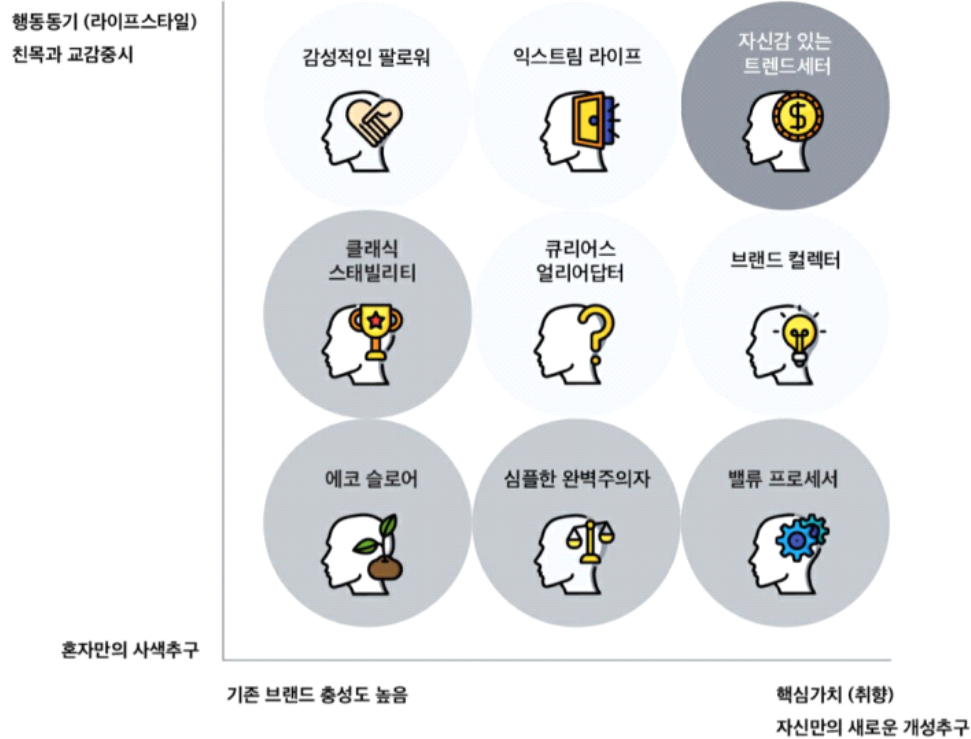 행동동기 (라이프스타일)
친목과 교감중시
감성적인 팔로워
익스트림 라이프
자신감 있는
트렌드세터
클래식
스태빌리티
큐리어스
얼리어답터
브랜드 컬렉터
에코 슬로어
심플한 완벽주의자
밸류 프로세서
혼자만의 사색추구
기존 브랜드 충성도 높음
핵심가치 (취향)
자신만의 새로운 개성추구